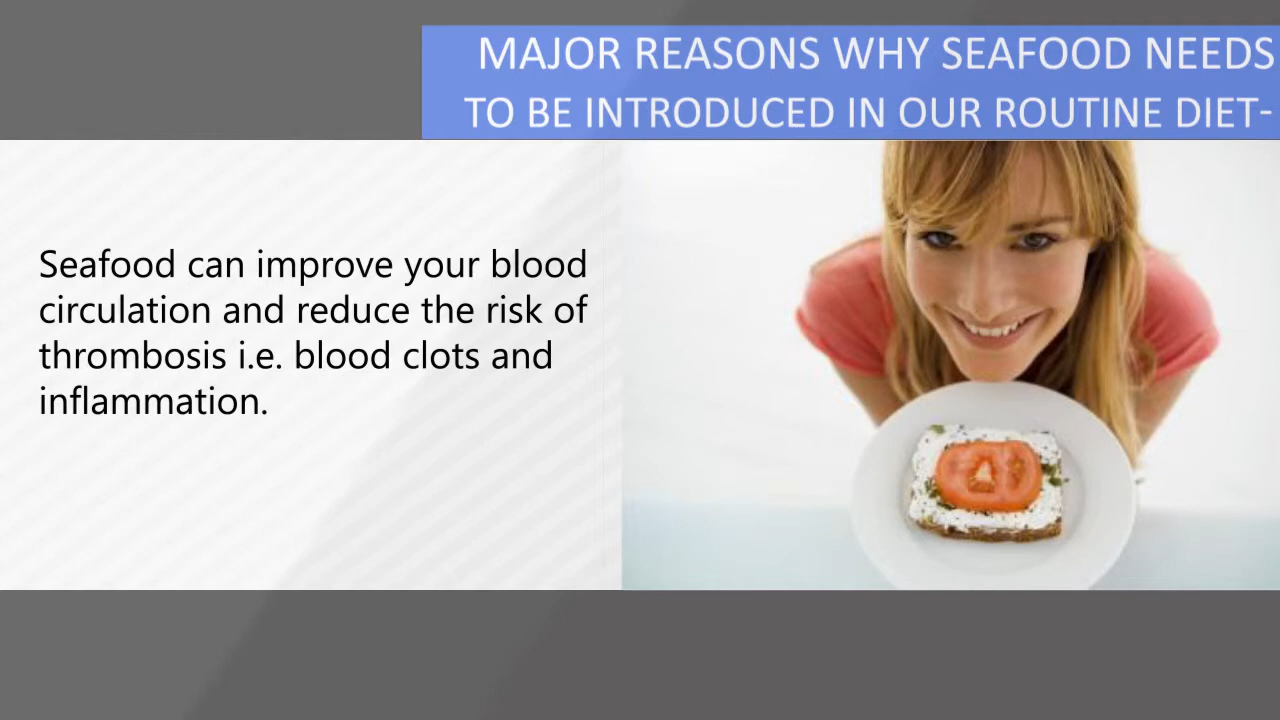 MAJOR REASONS WHY SEAFOOD NEEDS
TO BE INTRODUCED IN OUR ROUTINE DIET-
Seafood can improve your blood
circulation and reduce the risk of
thrombosis i.e. blood clots and
inflammation.